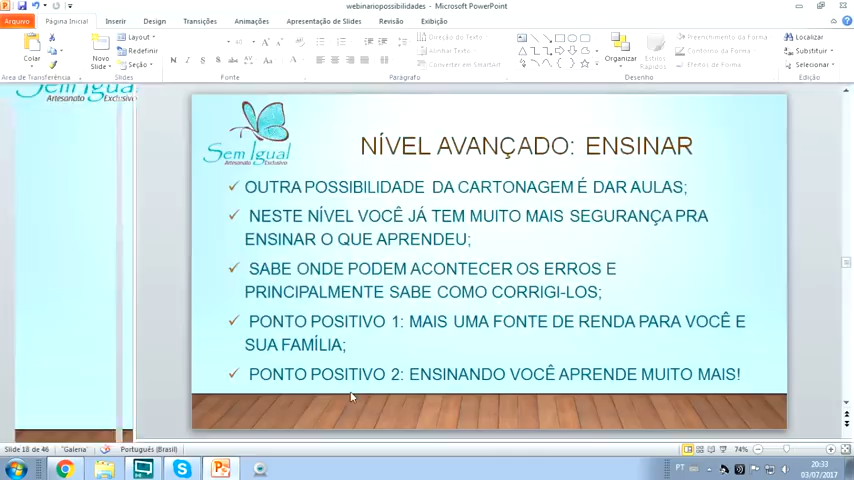 webinariopossibilidades - Microsoft PowerPoint
Arquivo Página Inicial Inserir Design Transições Animações Apresentação de Slides Revisão Exibição
Colar
Novo Slide
Layout
Redefinir
Seção
Direção do Texto
Alinhar Texto
Converter em SmartArt
Organizar
Estilos Rápidos
Preenchimento da Forma
Contorno da Forma
Efeitos de Forma
Localizar
Substituir
Selecionar
Área de Transferência Slides Fonte Parágrafo Desenho Edição
Sem Igual
Artesanato Exclusivo
Sem Igual
Artesanato Exclusivo
NÍVEL AVANÇADO: ENSINAR
✓ OUTRA POSSIBILIDADE DA CARTONAGEM É DAR AULAS;
✓ NESTE NÍVEL VOCÊ JÁ TEM MUITO MAIS SEGURANÇA PRA
ENSINAR O QUE APRENDEU;
✓ SABE ONDE PODEM ACONTECER OS ERROS E
PRINCIPALMENTE SABE COMO CORRIGI-LOS;
✓ PONTO POSITIVO 1: MAIS UMA FONTE DE RENDA PARA VOCÊ E
SUA FAMÍLIA;
✓ PONTO POSITIVO 2: ENSINANDO VOCÊ APRENDE MUITO MAIS!
Slide 18 de 46 "Galeria" Português (Brasil) 74%
PT 20:33
03/07/2017